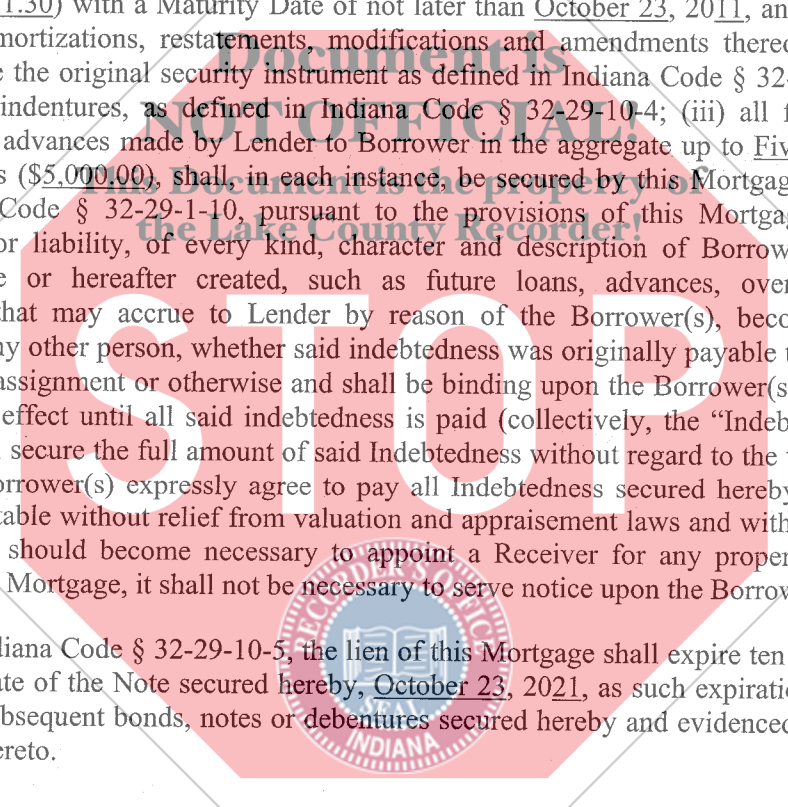 1.30) with a Maturity Date of not later than October 23, 2011, an
mortizations, restatements, modifications and amendments thered
Document is
e the original security instrument as defined in Indiana Code § 32-
indentures, as defined in Indiana Code § 32-29-10-4; (iii) all f
NOT OFFICIAL!
advances made by Lender to Borrower in the aggregate up to Fiv
s ($5,000.00), shall, in each instance, be secured by this Mortgag
This Document is the property of
Code § 32-29-1-10, pursuant to the provisions of this Mortgag
the Lake County Recorder!
or liability, of every kind, character and description of Borrow
e or hereafter created, such as future loans, advances, over
that may accrue to Lender by reason of the Borrower(s), beco
ny other person, whether said indebtedness was originally payable t
assignment or otherwise and shall be binding upon the Borrower(s
STOP
effect until all said indebtedness is paid (collectively, the “Indeb
secure the full amount of said Indebtedness without regard to the
orrower(s) expressly agree to pay all Indebtedness secured hereby
table without relief from valuation and appraisement laws and with
should become necessary to appoint a Receiver for any proper
Mortgage, it shall not be necessary to serve notice upon the Borrow
RECORDER'S OFFIC
diana Code § 32-29-10-5, the lien of this Mortgage shall expire ten
ate of the Note secured hereby, October 23, 2021, as such expiratio
SEAL
ubsequent bonds, notes or debentures secured hereby and evidenced
INDIANA
ereto.